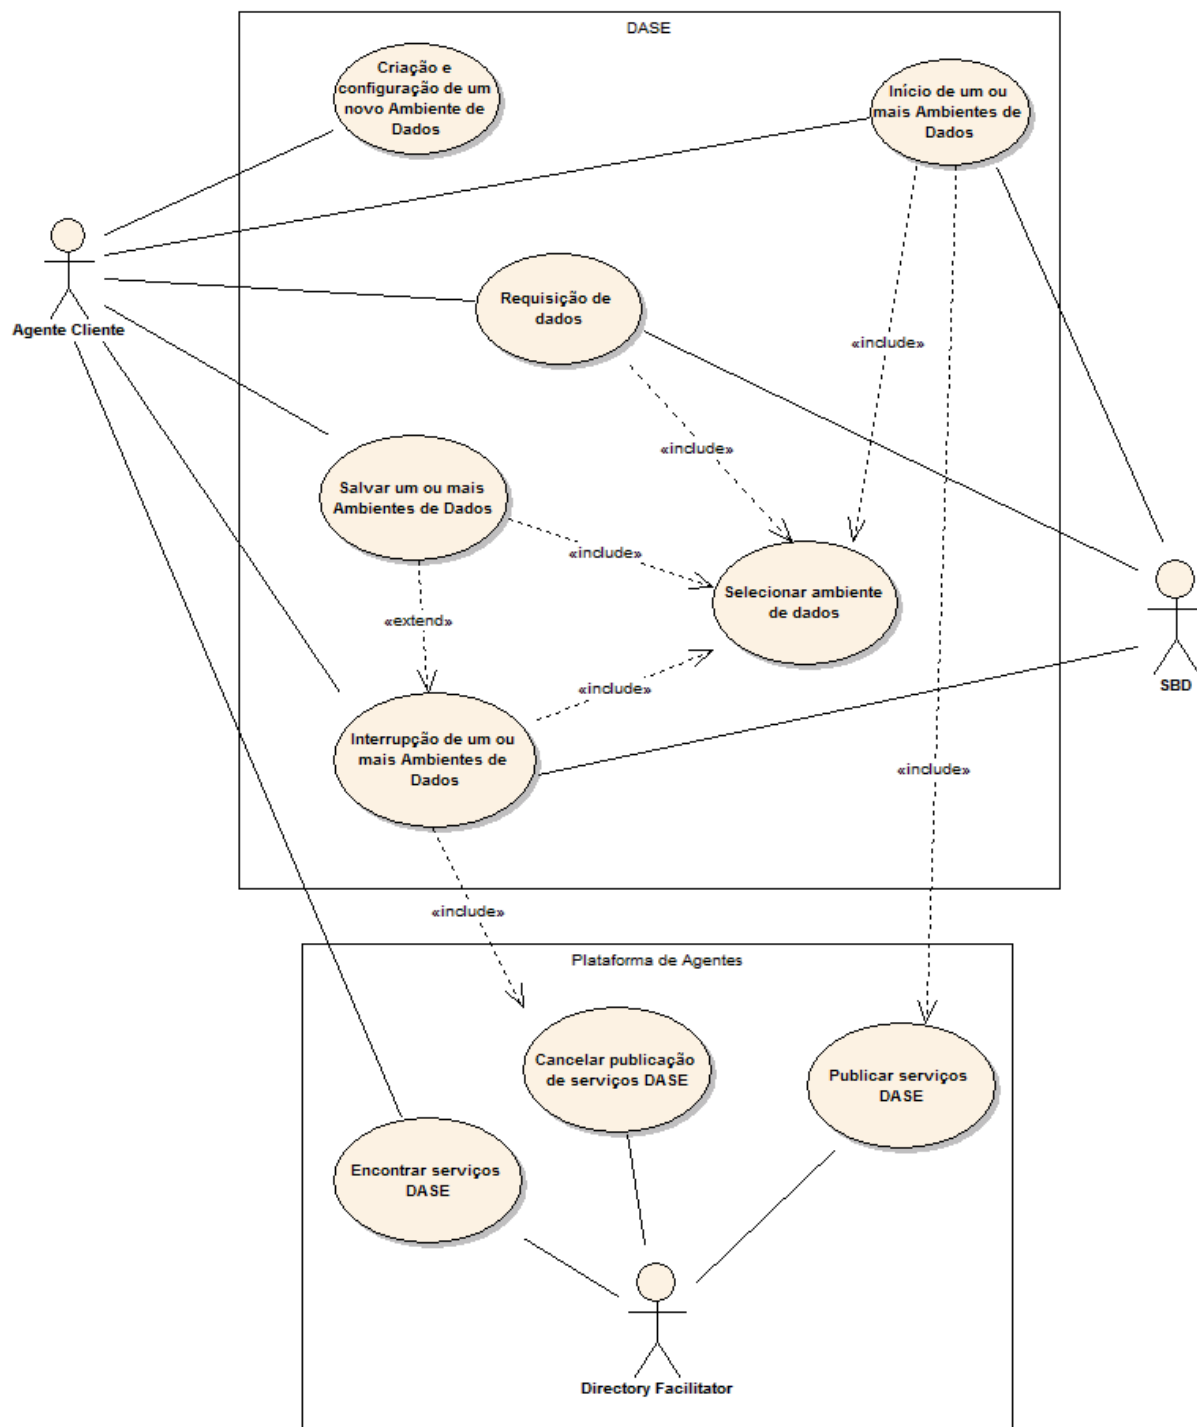 DASE
Criação e
configuração de um
novo Ambiente de
Dados
Início de um ou
mais Ambientes de
Dados
Agente Cliente
Requisição de
dados
«include»
«include»
Salvar um ou mais
Ambientes de Dados
«include»
Selecionar ambiente
de dados
«extend»
«include»
SBD
Interrupção de um ou
mais Ambientes de
Dados
«include»
«include»
Plataforma de Agentes
Cancelar publicação
de serviços DASE
Publicar serviços
DASE
Encontrar serviços
DASE
Directory Facilitator